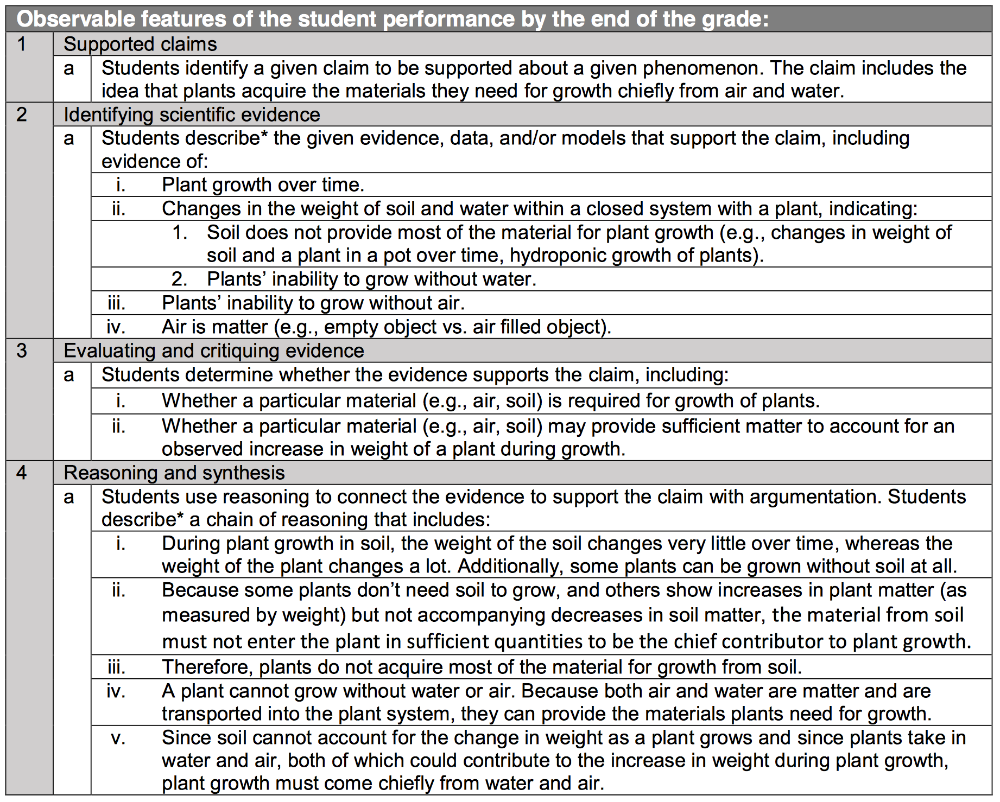 Observable features of the student performance by the end of the grade:
1 Supported claims
a Students identify a given claim to be supported about a given phenomenon. The claim includes the
idea that plants acquire the materials they need for growth chiefly from air and water.
2 Identifying scientific evidence
a Students describe* the given evidence, data, and/or models that support the claim, including
evidence of:
i. Plant growth over time.
ii. Changes in the weight of soil and water within a closed system with a plant, indicating:
1. Soil does not provide most of the material for plant growth (e.g., changes in weight of
soil and a plant in a pot over time, hydroponic growth of plants).
2. Plants’ inability to grow without water.
iii. Plants’ inability to grow without air.
iv. Air is matter (e.g., empty object vs. air filled object).
3 Evaluating and critiquing evidence
a Students determine whether the evidence supports the claim, including:
i. Whether a particular material (e.g., air, soil) is required for growth of plants.
ii. Whether a particular material (e.g., air, soil) may provide sufficient matter to account for an
observed increase in weight of a plant during growth.
4 Reasoning and synthesis
a Students use reasoning to connect the evidence to support the claim with argumentation. Students
describe* a chain of reasoning that includes:
i. During plant growth in soil, the weight of the soil changes very little over time, whereas the
weight of the plant changes a lot. Additionally, some plants can be grown without soil at all.
ii. Because some plants don’t need soil to grow, and others show increases in plant matter (as
measured by weight) but not accompanying decreases in soil matter, the material from soil
must not enter the plant in sufficient quantities to be the chief contributor to plant growth.
iii. Therefore, plants do not acquire most of the material for growth from soil.
iv. A plant cannot grow without water or air. Because both air and water are matter and are
transported into the plant system, they can provide the materials plants need for growth.
v. Since soil cannot account for the change in weight as a plant grows and since plants take in
water and air, both of which could contribute to the increase in weight during plant growth,
plant growth must come chiefly from water and air.